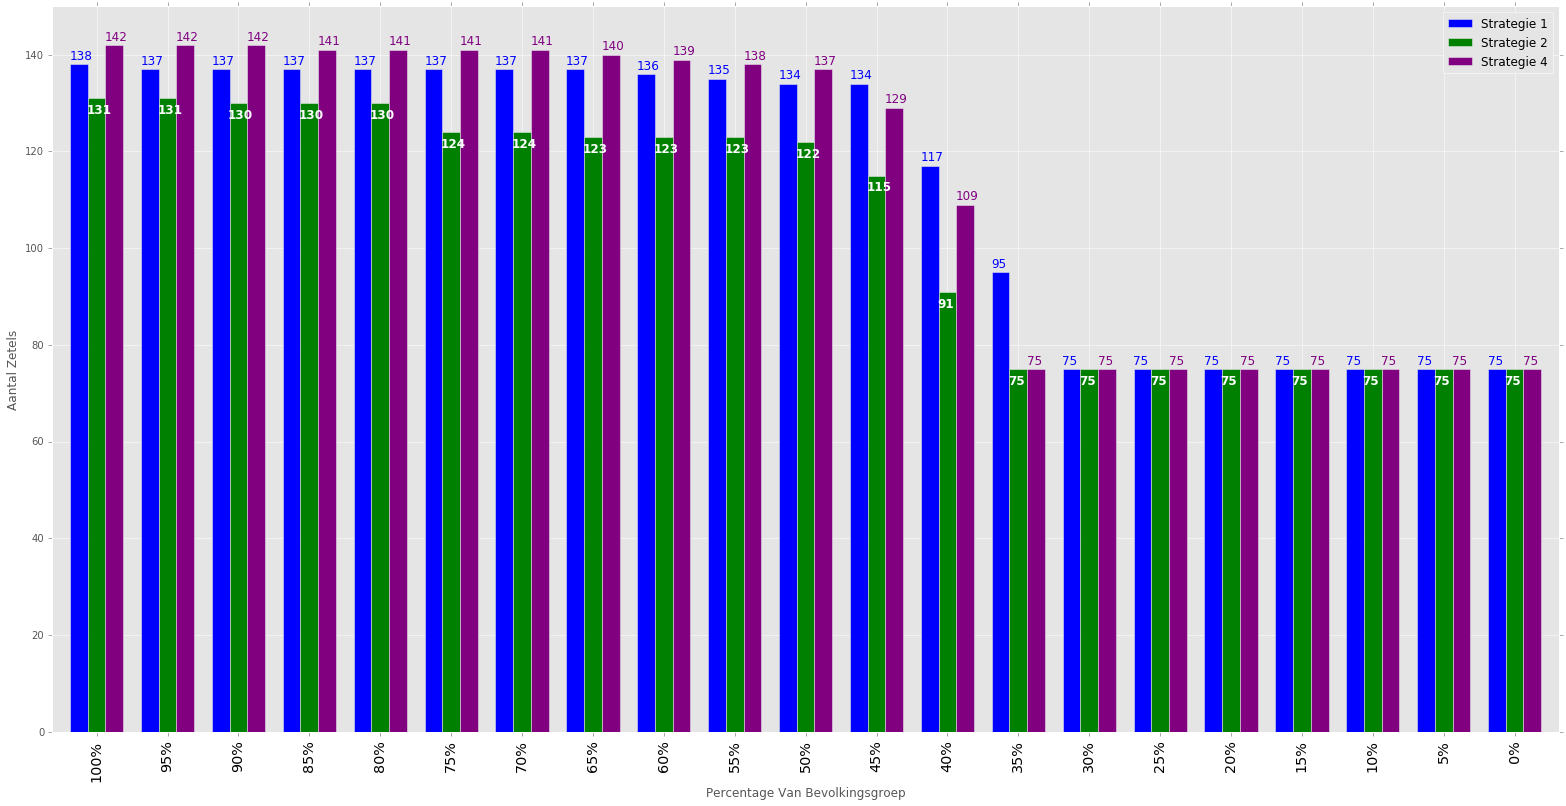 Strategie 1
Strategie 2
Strategie 4
138 131 142
137 131 142
137 130 142
137 130 141
137 130 141
137 124 141
137 124 141
137 123 140
136 123 139
135 123 138
134 122 137
134 115 129
117 91 109
95 75 75
75 75 75
75 75 75
75 75 75
75 75 75
75 75 75
75 75 75
75 75 75
140
120
100
80
60
40
20
0
Aantal Zetels
100% 95% 90% 85% 80% 75% 70% 65% 60% 55% 50% 45% 40% 35% 30% 25% 20% 15% 10% 5% 0%
Percentage Van Bevolkingsgroep